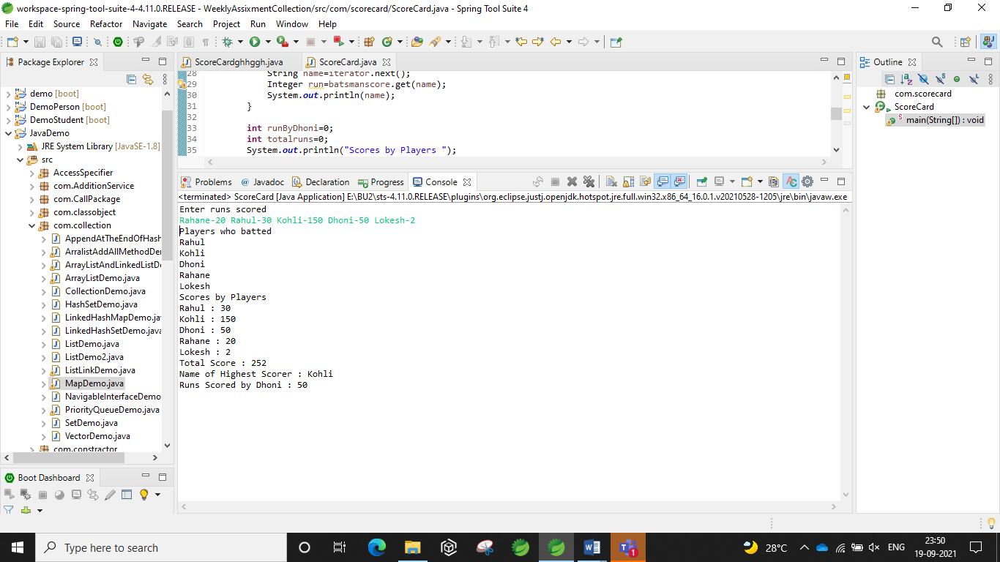 workspace-spring-tool-suite-4-4.11.0.RELEASE - WeeklyAssixmentCollection/src/com/scorecard/ScoreCard.java - Spring Tool Suite 4
File Edit Source Refactor Navigate Search Project Run Window Help
Package Explorer
demo [boot]
DemoPerson [boot]
DemoStudent [boot]
JavaDemo
JRE System Library [JavaSE-1.8]
src
AccessSpecifier
com.AdditionService
com.CallPackage
com.classobject
com.collection
AppendAtTheEndOfHash
ArralistAddAllMethodDe
ArrayListAndLinkedListD
ArrayListDemo.java
CollectionDemo.java
HashSetDemo.java
LinkedHashMapDemo.ja
LinkedHashSetDemo.java
ListDemo.java
ListDemo2.java
ListLinkDemo.java
MapDemo.java
NavigableInterfaceDemo
PriorityQueueDemo.java
SetDemo.java
VectorDemo.java
com.constractor
Boot Dashboard
ScoreCardghhggh.java ScoreCard.java
28 String name=iterator.next();
29 Integer run=batsmanscore.get(name);
30 System.out.println(name);
31 }
32
33 int runByDhoni=0;
34 int totalruns=0;
35 System.out.println("Scores by Players ");
Problems @ Javadoc Declaration Progress Console
<terminated> ScoreCard [Java Application] E:\BU2\sts-4.11.0.RELEASE\plugins\org.eclipse.justj.openjdk.hotspot.jre.full.win32.x86_64_16.0.1.v20210528-1205\jre\bin\javaw.exe
Enter runs scored
Rahane-20 Rahul-30 Kohli-150 Dhoni-50 Lokesh-2
Players who batted
Rahul
Kohli
Dhoni
Rahane
Lokesh
Scores by Players
Rahul : 30
Kohli : 150
Dhoni : 50
Rahane : 20
Lokesh : 2
Total Score : 252
Name of Highest Scorer : Kohli
Runs Scored by Dhoni : 50
Outline
com.scorecard
ScoreCard
main(String[]) : void
Type here to search
28°C
ENG
23:50
19-09-2021